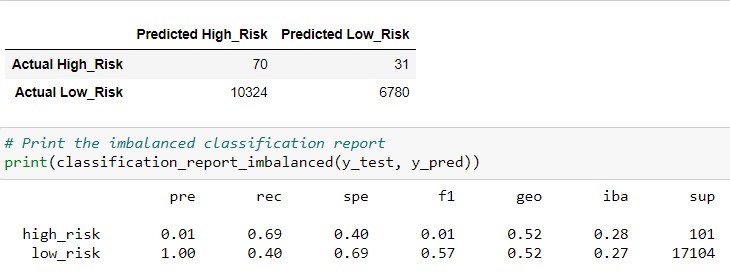 Predicted High_Risk Predicted Low_Risk
Actual High_Risk 70 31
Actual Low_Risk 10324 6780
# Print the imbalanced classification report
print(classification_report_imbalanced(y_test, y_pred))
pre rec spe f1 geo iba sup
high_risk 0.01 0.69 0.40 0.01 0.52 0.28 101
low_risk 1.00 0.40 0.69 0.57 0.52 0.27 17104